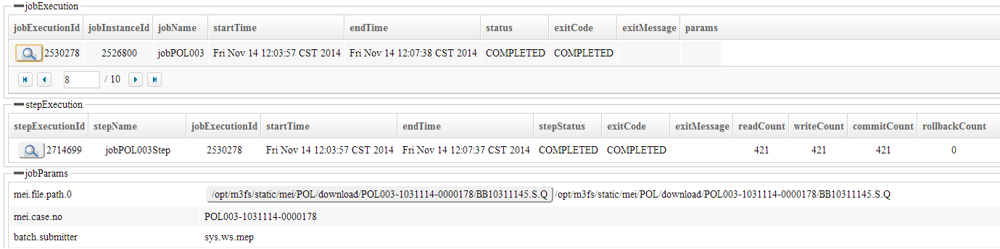 jobExecution
jobExecutionId jobInstanceId jobName startTime endTime status exitCode exitMessage params
2530278 2526800 jobPOL003 Fri Nov 14 12:03:57 CST 2014 Fri Nov 14 12:07:38 CST 2014 COMPLETED COMPLETED
8 / 10
stepExecution
stepExecutionId stepName jobExecutionId startTime endTime stepStatus exitCode exitMessage readCount writeCount commitCount rollbackCount
2714699 jobPOL003Step 2530278 Fri Nov 14 12:03:57 CST 2014 Fri Nov 14 12:07:37 CST 2014 COMPLETED COMPLETED 421 421 421 0
jobParams
mei.file.path.0 /opt/m3fs/static/mei/POL/download/POL003-1031114-0000178/BB10311145.S.Q /opt/m3fs/static/mei/POL/download/POL003-1031114-0000178/BB10311145.S.Q
mei.case.no POL003-1031114-0000178
batch.submitter sys.ws.mep